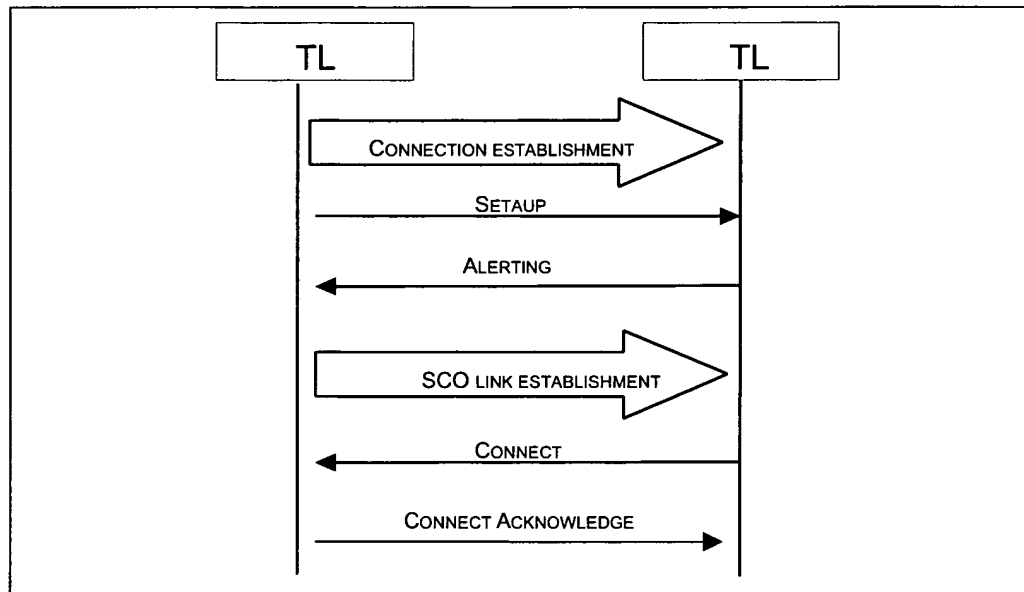 TL
TL
CONNECTION ESTABLISHMENT
SETAUP
ALERTING
SCO LINK ESTABLISHMENT
CONNECT
CONNECT ACKNOWLEDGE